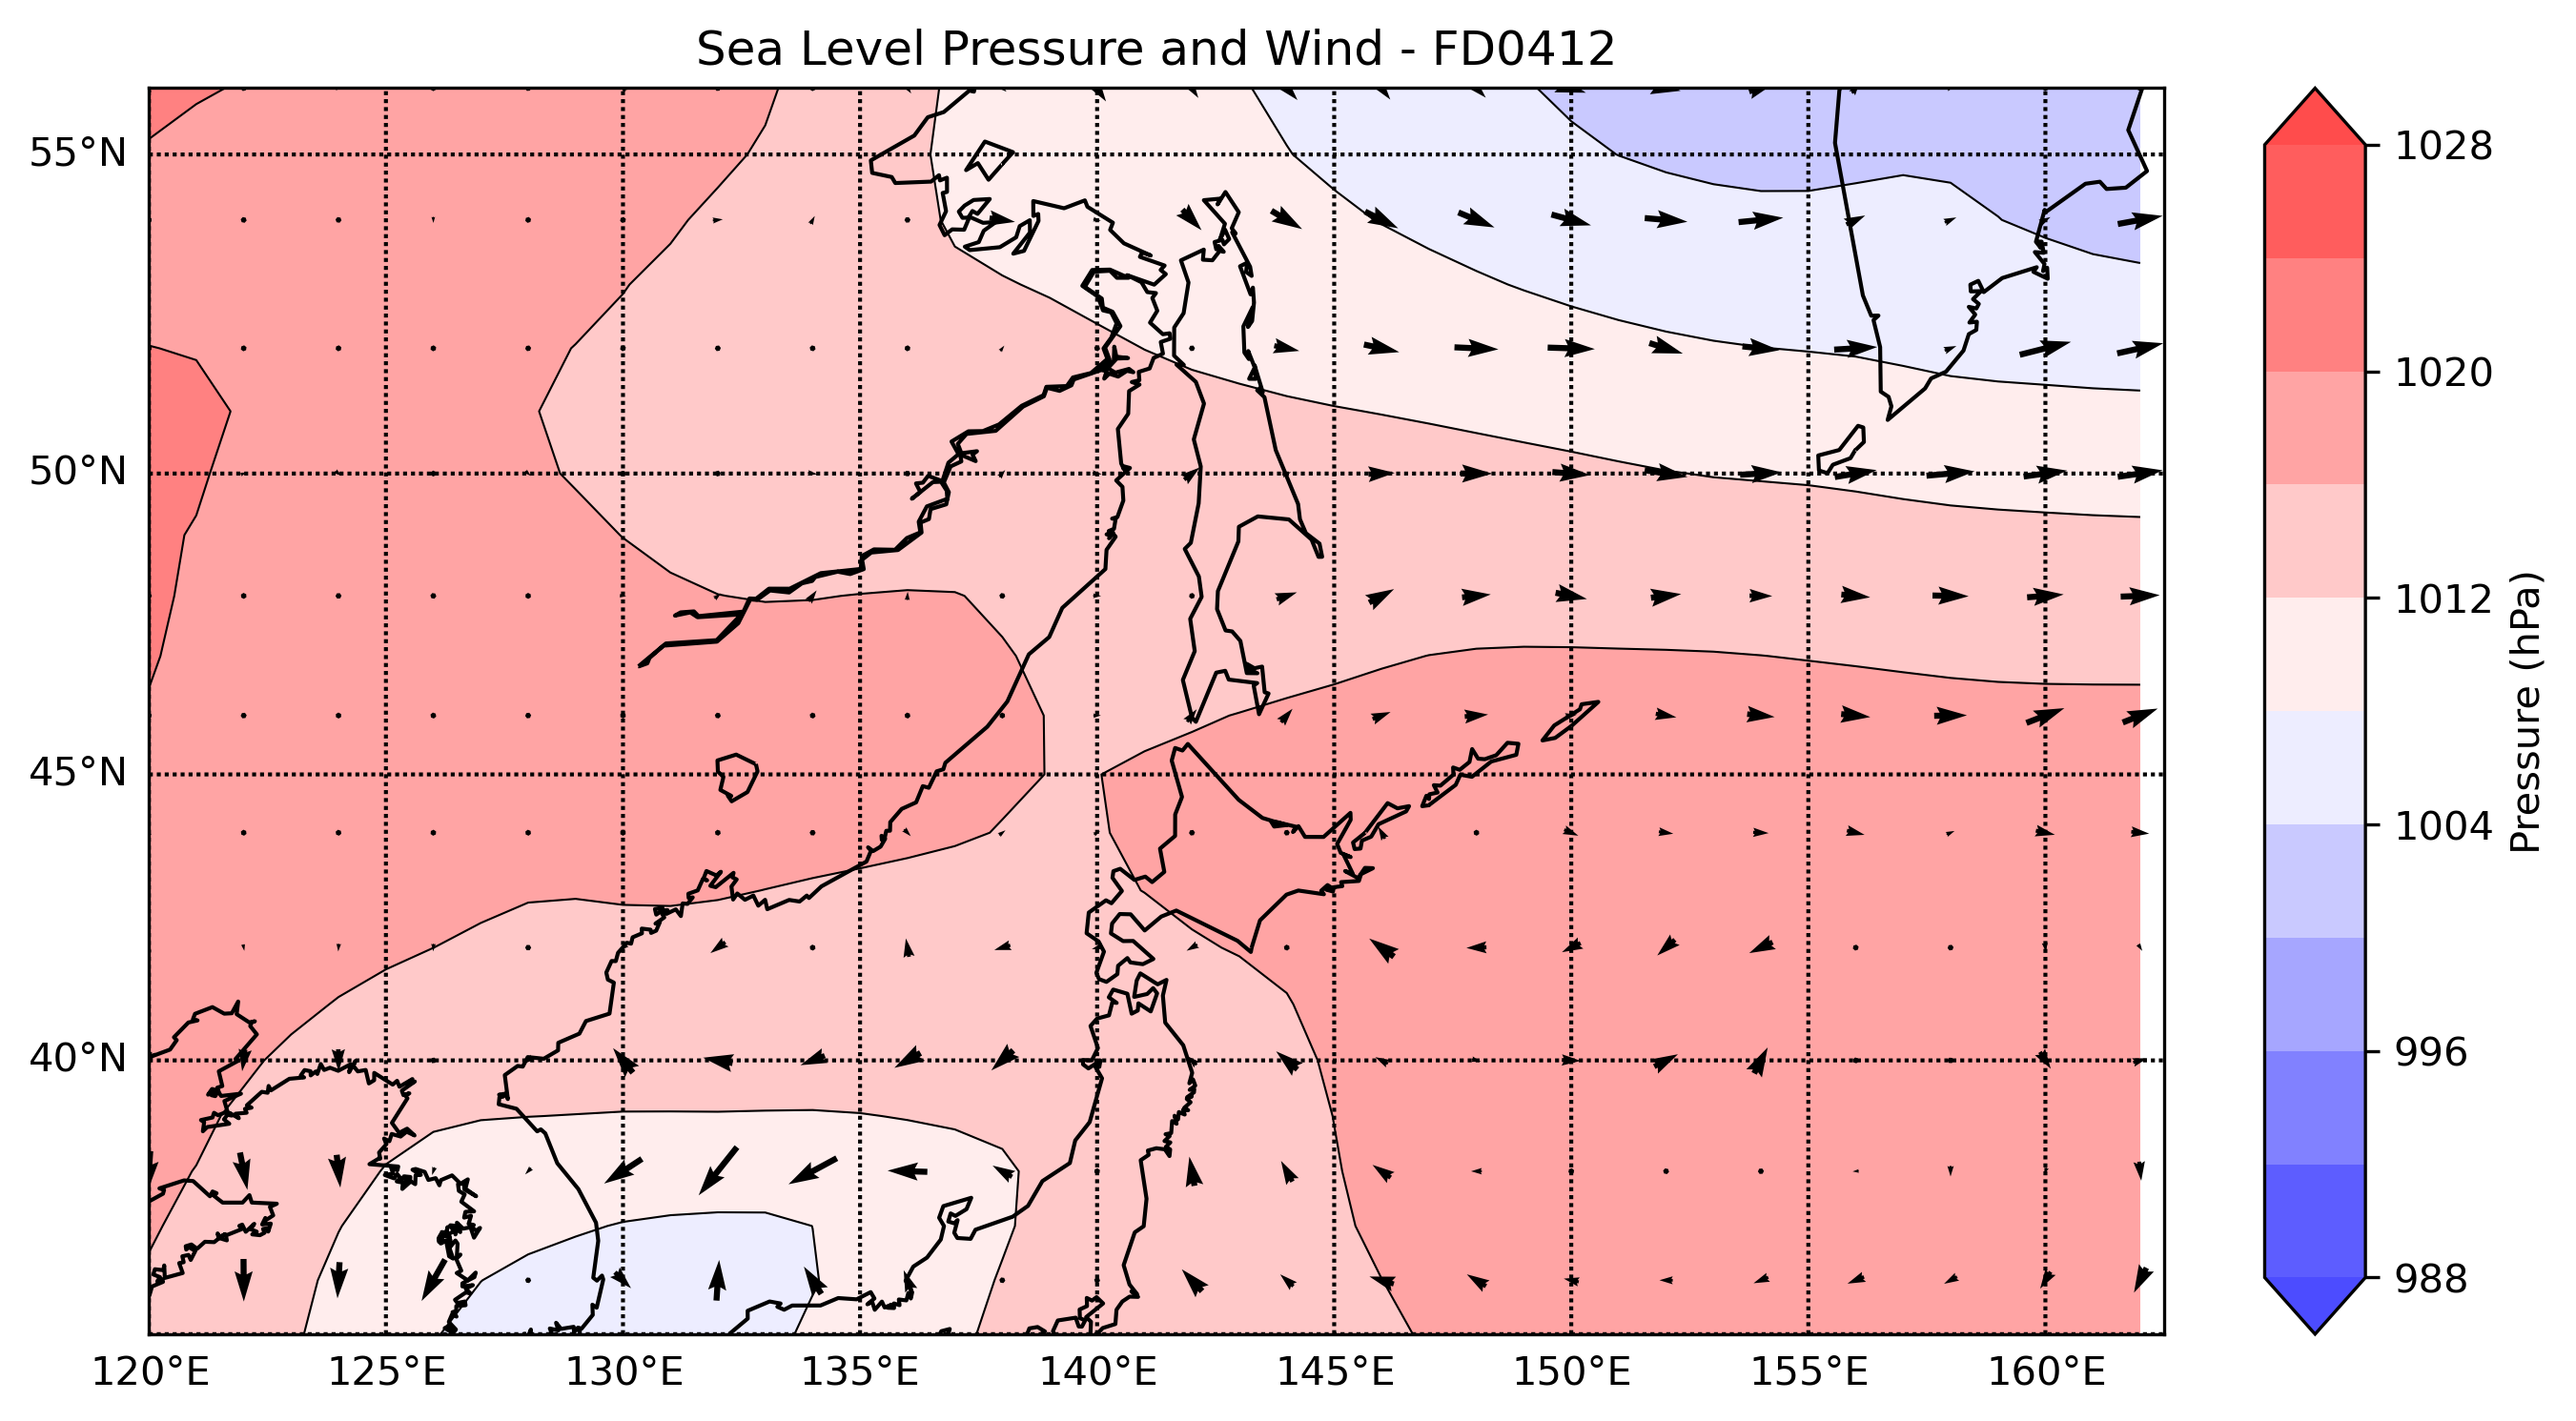 Sea Level Pressure and Wind - FD0412
55°N
50°N
45°N
40°N
120°E 125°E 130°E 135°E 140°E 145°E 150°E 155°E 160°E
1028
1020
1012
1004
996
988
Pressure (hPa)